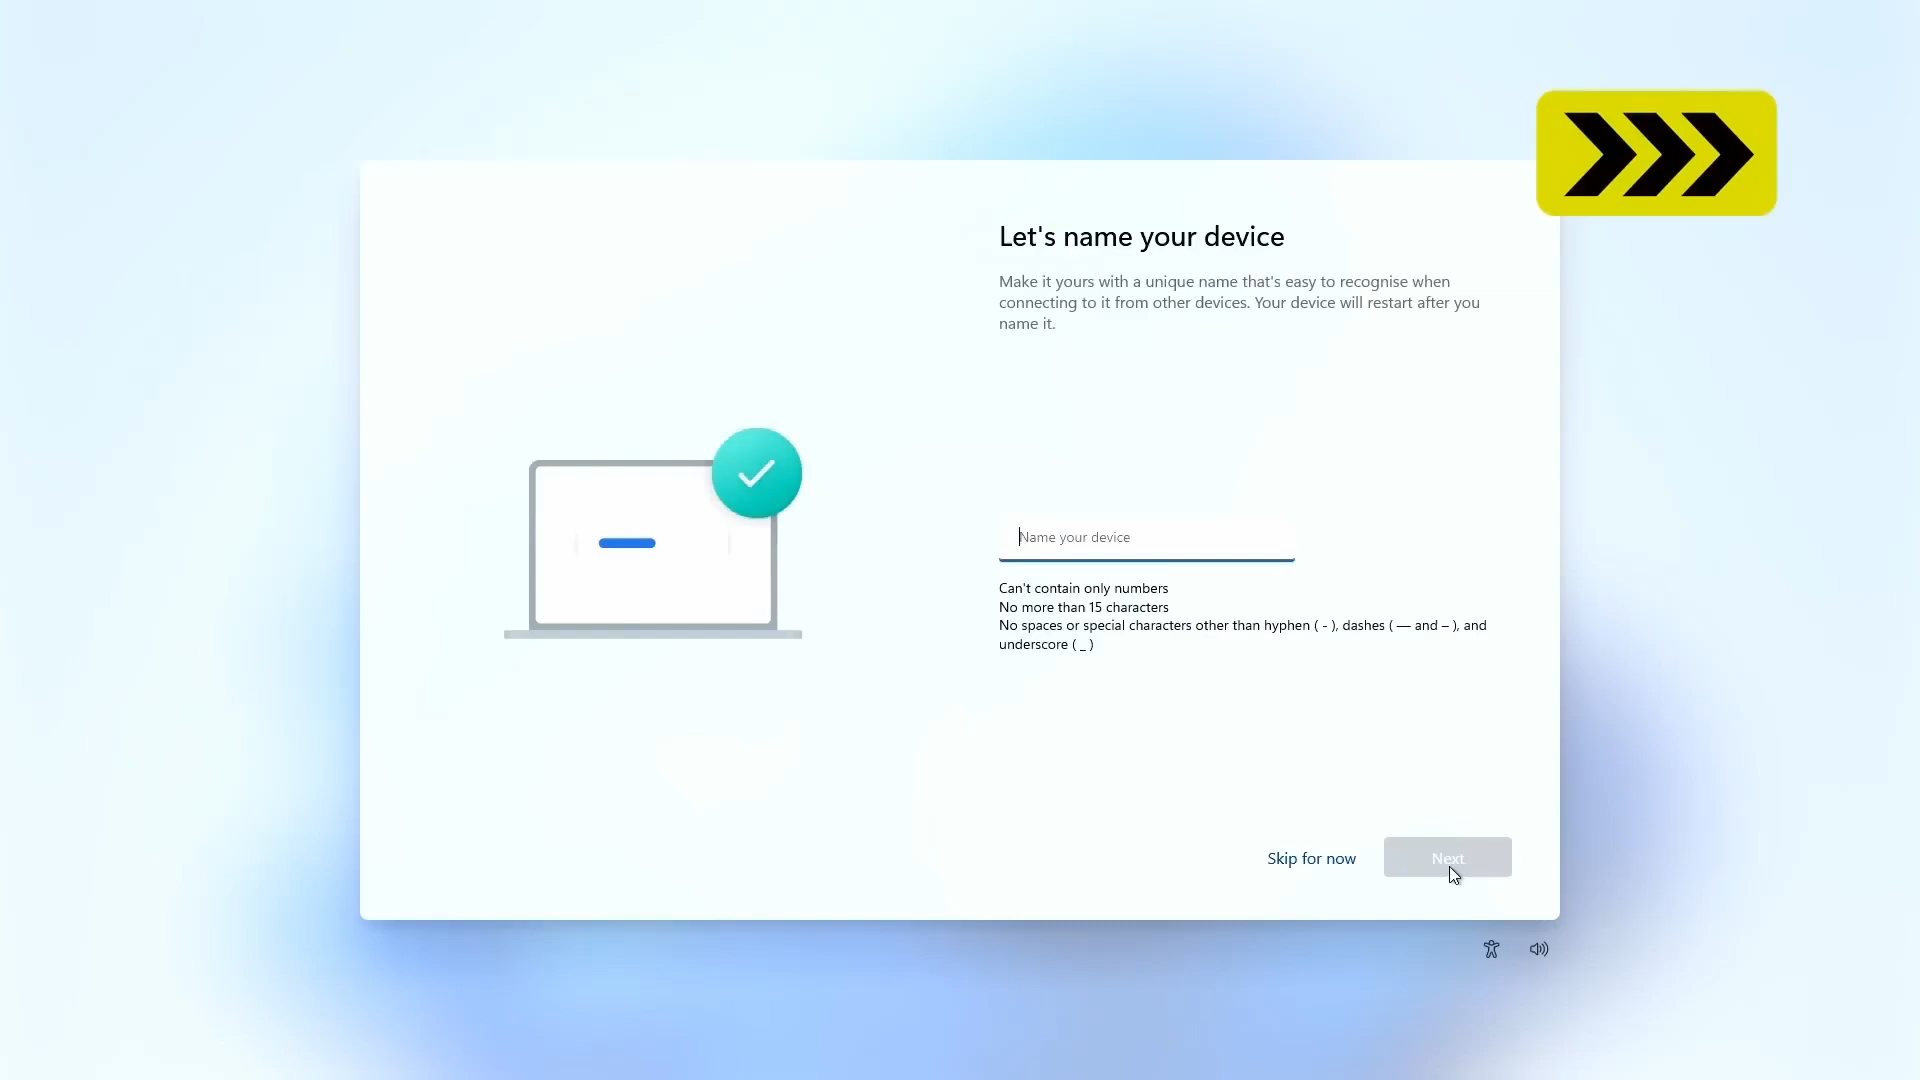 Let's name your device
Make it yours with a unique name that's easy to recognise when
connecting to it from other devices. Your device will restart after you
name it.
Name your device
Can't contain only numbers
No more than 15 characters
No spaces or special characters other than hyphen ( - ), dashes ( — and – ), and
underscore ( _ )
Skip for now
Next